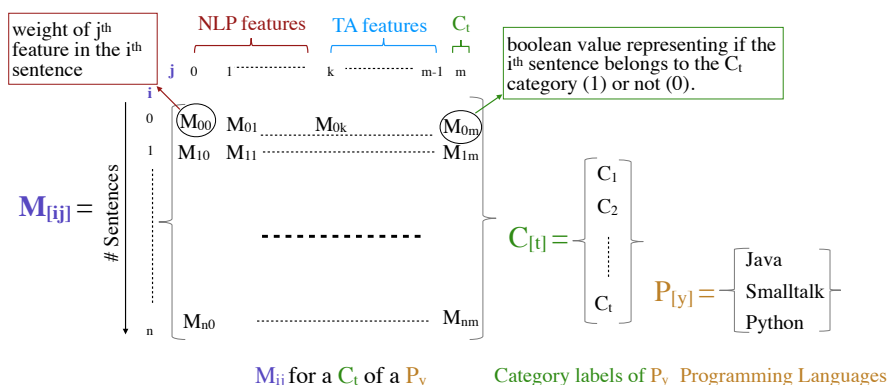 weight of jth
feature in the ith
sentence
NLP features
TA features
Ct
boolean value representing if the
ith sentence belongs to the Ct
category (1) or not (0).
j 0 1 k m-1 m
i
0 M00 M01 M0k M0m
1 M10 M11 M1m
M[ij] =
# Sentences
n Mn0 Mnm
C[t] =
C1
C2
Ct
P[y] =
Java
Smalltalk
Python
Mij for a Ct of a Py
Category labels of Py Programming Languages